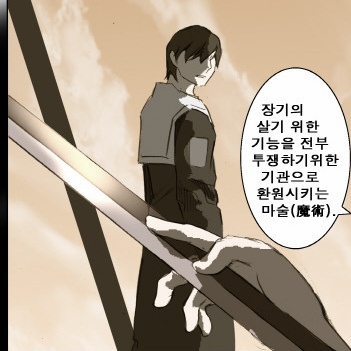 장기의
살기 위한
기능을 전부
투쟁하기위한
기관으로
환원시키는
마술(魔術).